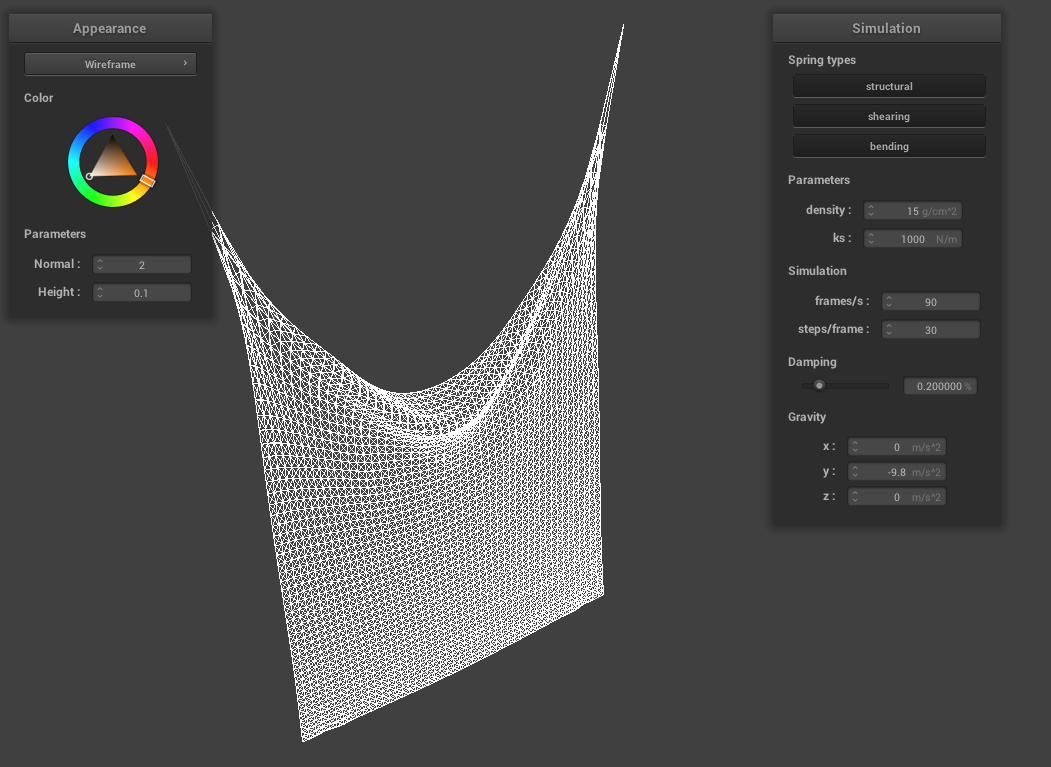 Appearance
Wireframe
Color
Parameters
Normal : 2
Height : 0.1
Simulation
Spring types
structural
shearing
bending
Parameters
density : 15 g/cm^2
ks : 1000 N/m
Simulation
frames/s : 90
steps/frame : 30
Damping
0.200000 %
Gravity
x : 0 m/s^2
y : -9.8 m/s^2
z : 0 m/s^2